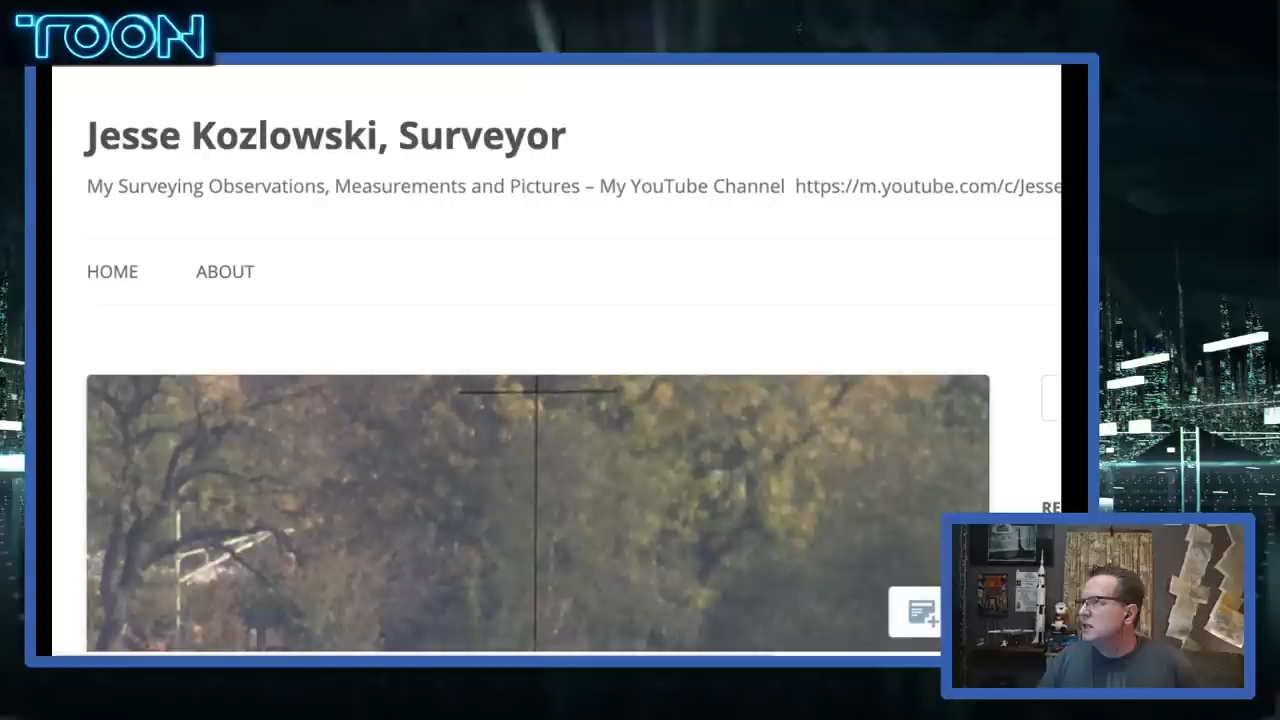 TOON
Jesse Kozlowski, Surveyor
My Surveying Observations, Measurements and Pictures – My YouTube Channel https://m.youtube.com/c/Jesse
HOME ABOUT
RE